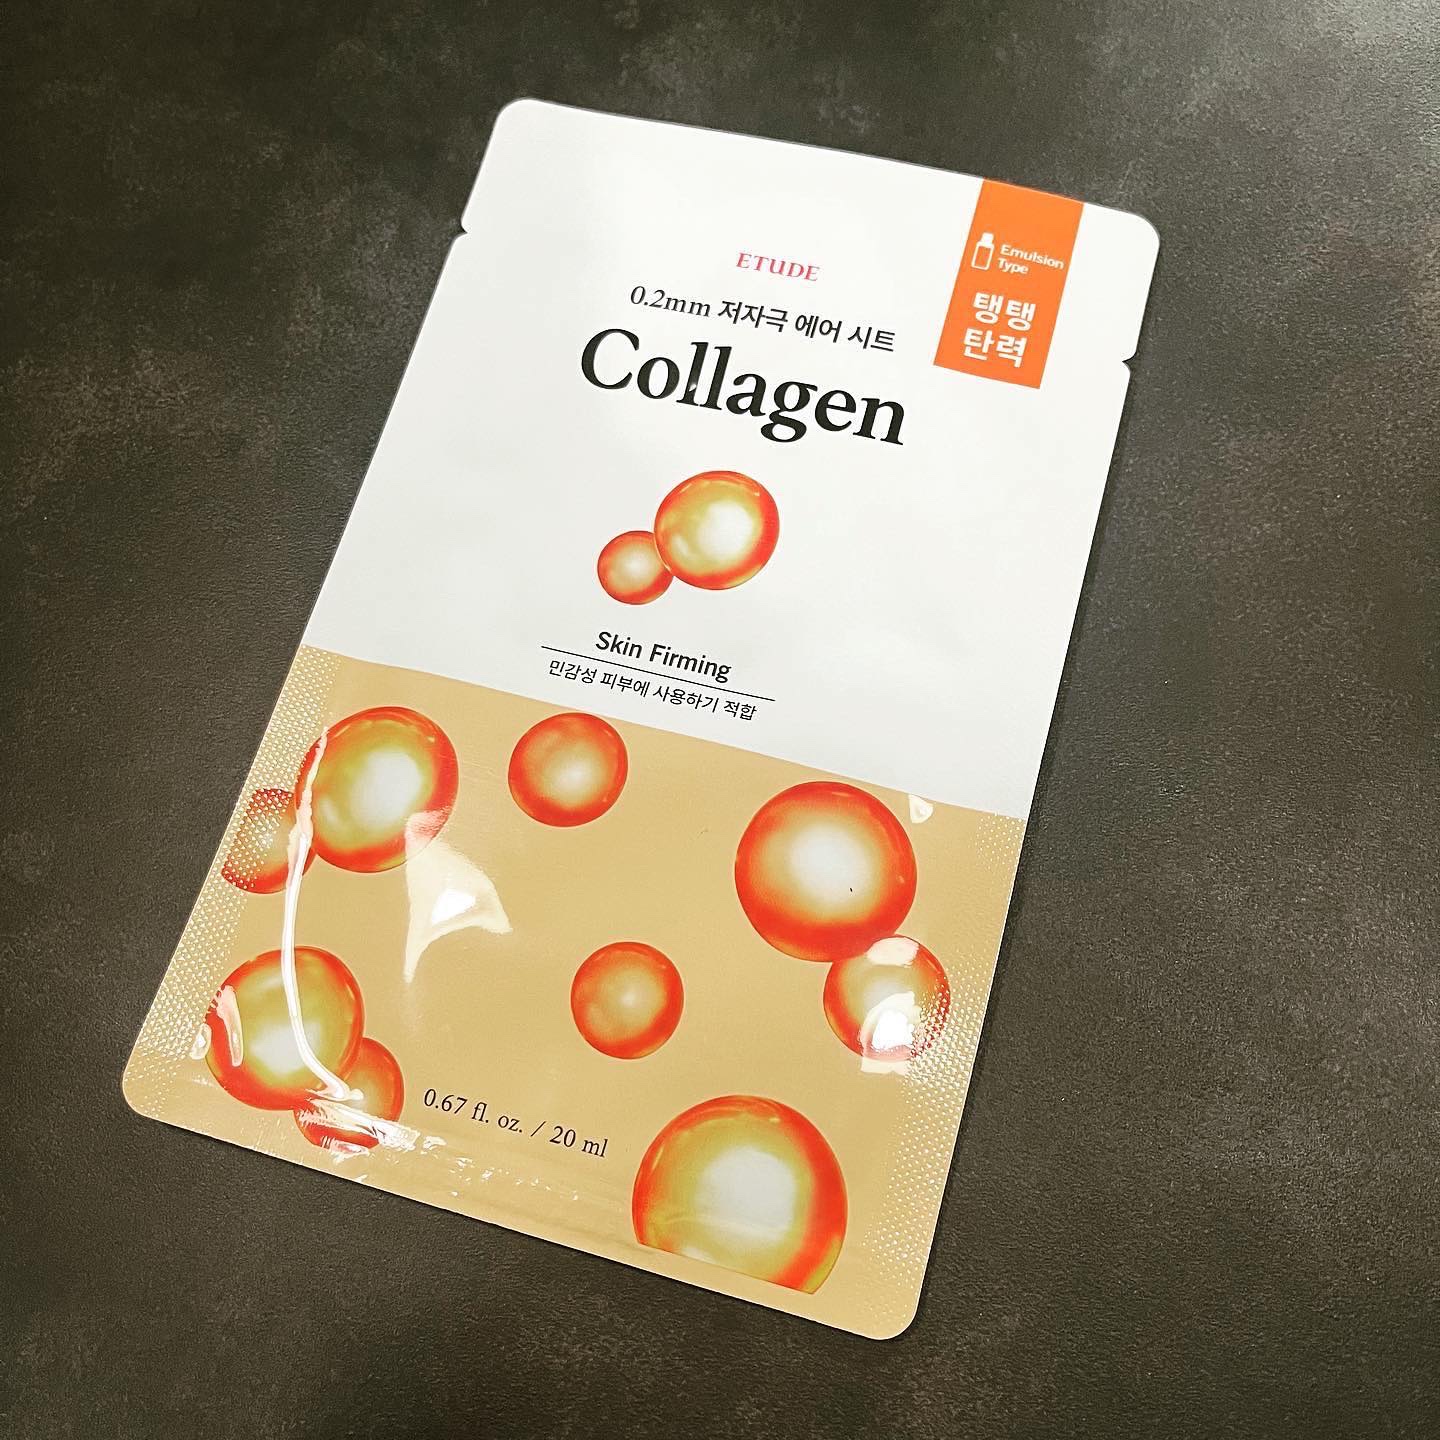 ETUDE
0.2mm 저자극 에어 시트
Collagen
Emulsion
Type
탱탱
탄력
Skin Firming
민감성 피부에 사용하기 적합
0.67 fl. oz. / 20 ml